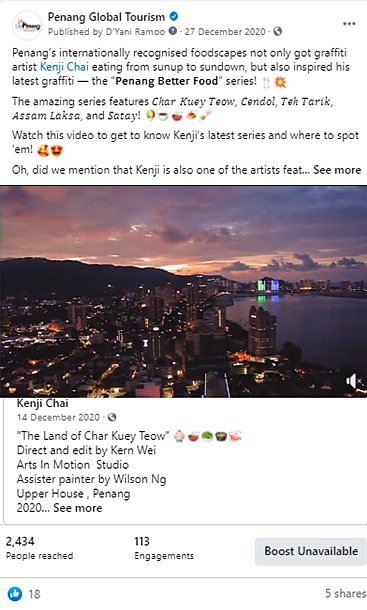 Penang Global Tourism
Published by D'Yani Ramoo · 27 December 2020 ·
Penang's internationally recognised foodscapes not only got graffiti
artist Kenji Chai eating from sunup to sundown, but also inspired his
latest graffiti — the "Penang Better Food" series!
The amazing series features Char Kuey Teow, Cendol, Teh Tarik,
Assam Laksa, and Satay!
Watch this video to get to know Kenji's latest series and where to spot
'em!
Oh, did we mention that Kenji is also one of the artists feat... See more
Kenji Chai
14 December 2020 ·
"The Land of Char Kuey Teow"
Direct and edit by Kern Wei
Arts In Motion Studio
Assister painter by Wilson Ng
Upper House , Penang
2020... See more
2,434
People reached
113
Engagements
Boost Unavailable
18
5 shares